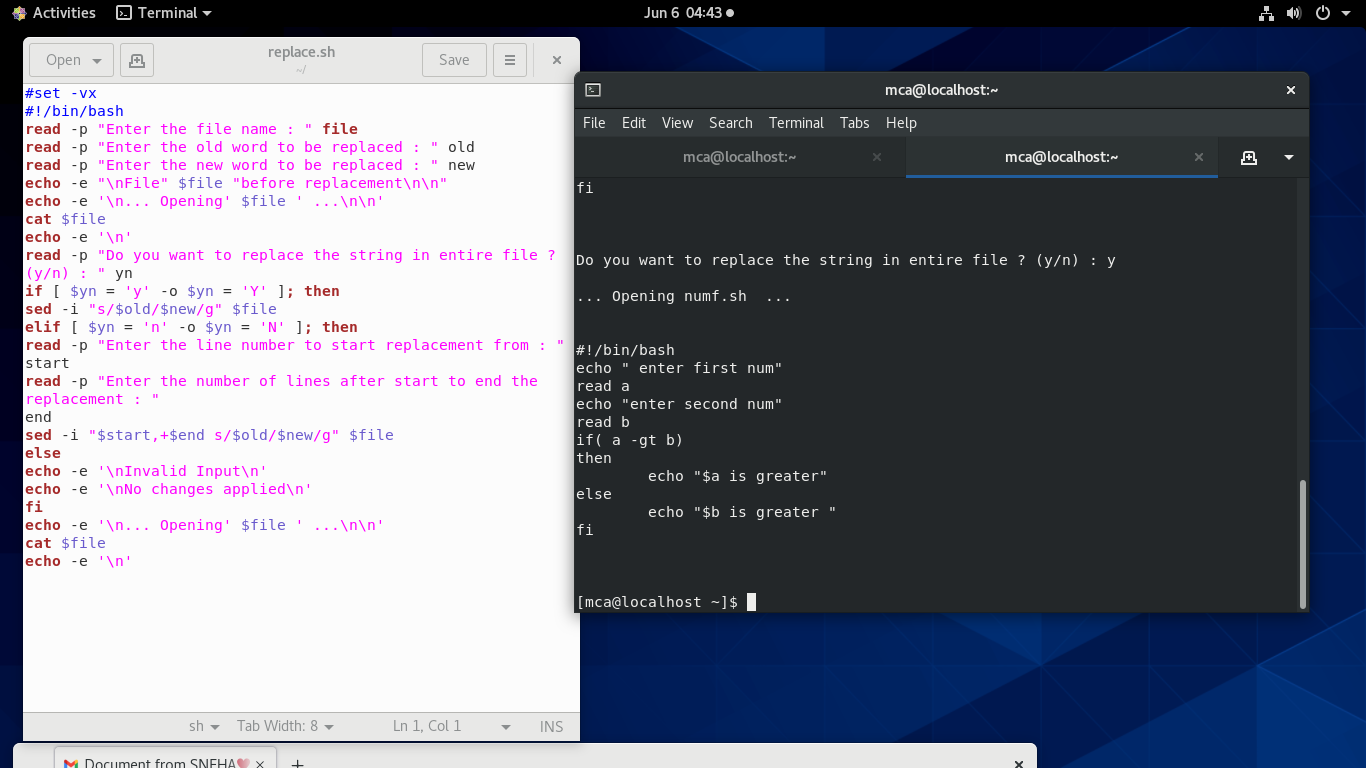 Activities Terminal Jun 6 04:43
Open replace.sh Save
~/
#set -vx
#!/bin/bash
read -p "Enter the file name : " file
read -p "Enter the old word to be replaced : " old
read -p "Enter the new word to be replaced : " new
echo -e "\nFile" $file "before replacement\n\n"
echo -e '\n... Opening' $file ' ...\n\n'
cat $file
echo -e '\n'
read -p "Do you want to replace the string in entire file ?
(y/n) : " yn
if [ $yn = 'y' -o $yn = 'Y' ]; then
sed -i "s/$old/$new/g" $file
elif [ $yn = 'n' -o $yn = 'N' ]; then
read -p "Enter the line number to start replacement from : "
start
read -p "Enter the number of lines after start to end the
replacement : "
end
sed -i "$start,+$end s/$old/$new/g" $file
else
echo -e '\nInvalid Input\n'
echo -e '\nNo changes applied\n'
fi
echo -e '\n... Opening' $file ' ...\n\n'
cat $file
echo -e '\n'
sh Tab Width: 8 Ln 1, Col 1 INS
mca@localhost:~
File Edit View Search Terminal Tabs Help
mca@localhost:~ mca@localhost:~
fi
Do you want to replace the string in entire file ? (y/n) : y
... Opening numf.sh  ...
#!/bin/bash
echo " enter first num"
read a
echo "enter second num"
read b
if( a -gt b)
then
        echo "$a is greater"
else
        echo "$b is greater "
fi
[mca@localhost ~]$
Document from SNEHA